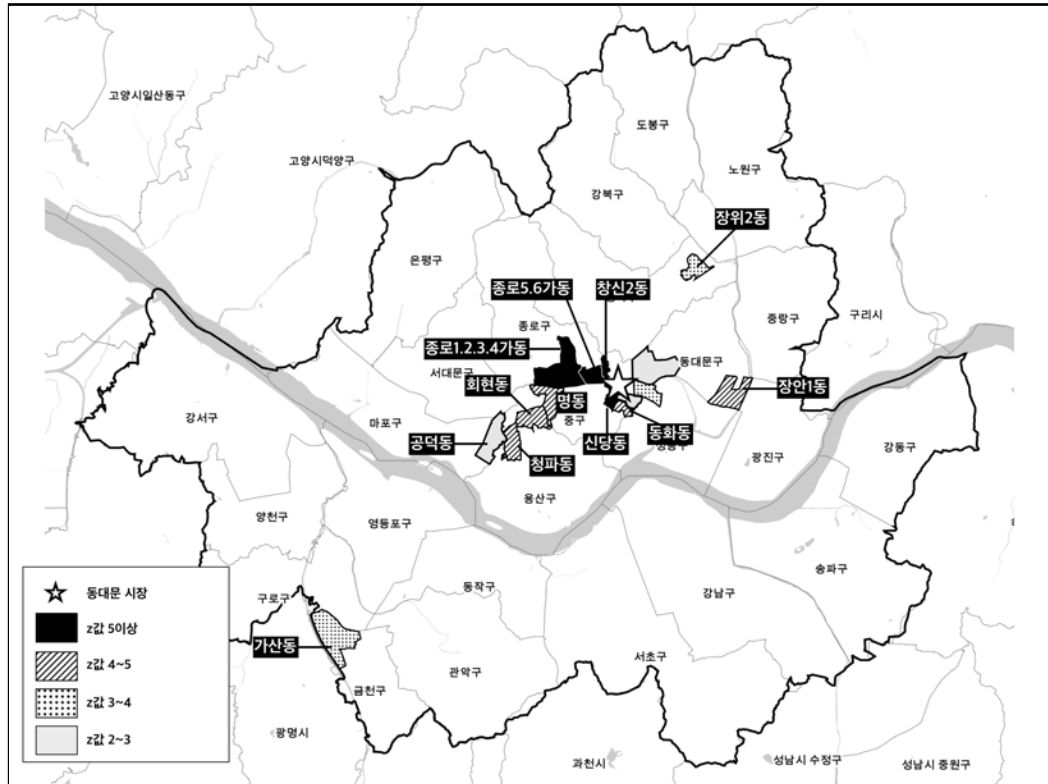 고양시일산동구
도봉구
고양시덕양구
노원구
강북구
장위2동
은평구
종로5.6가동
창신2동
종로구
중랑구
구리시
종로1.2.3.4가동
서대문구
동대문구
회현동
장안1동
명동
강서구
마포구
중구
공덕동
신당동
동화동
강동구
청파동
광진구
용산구
양천구
영등포구
송파구
동작구
강남구
구로구
가산동
서초구
관악구
금천구
광명시
과천시
성남시 수정구
성남시 중원구
동대문 시장
z값 5이상
z값 4~5
z값 3~4
z값 2~3